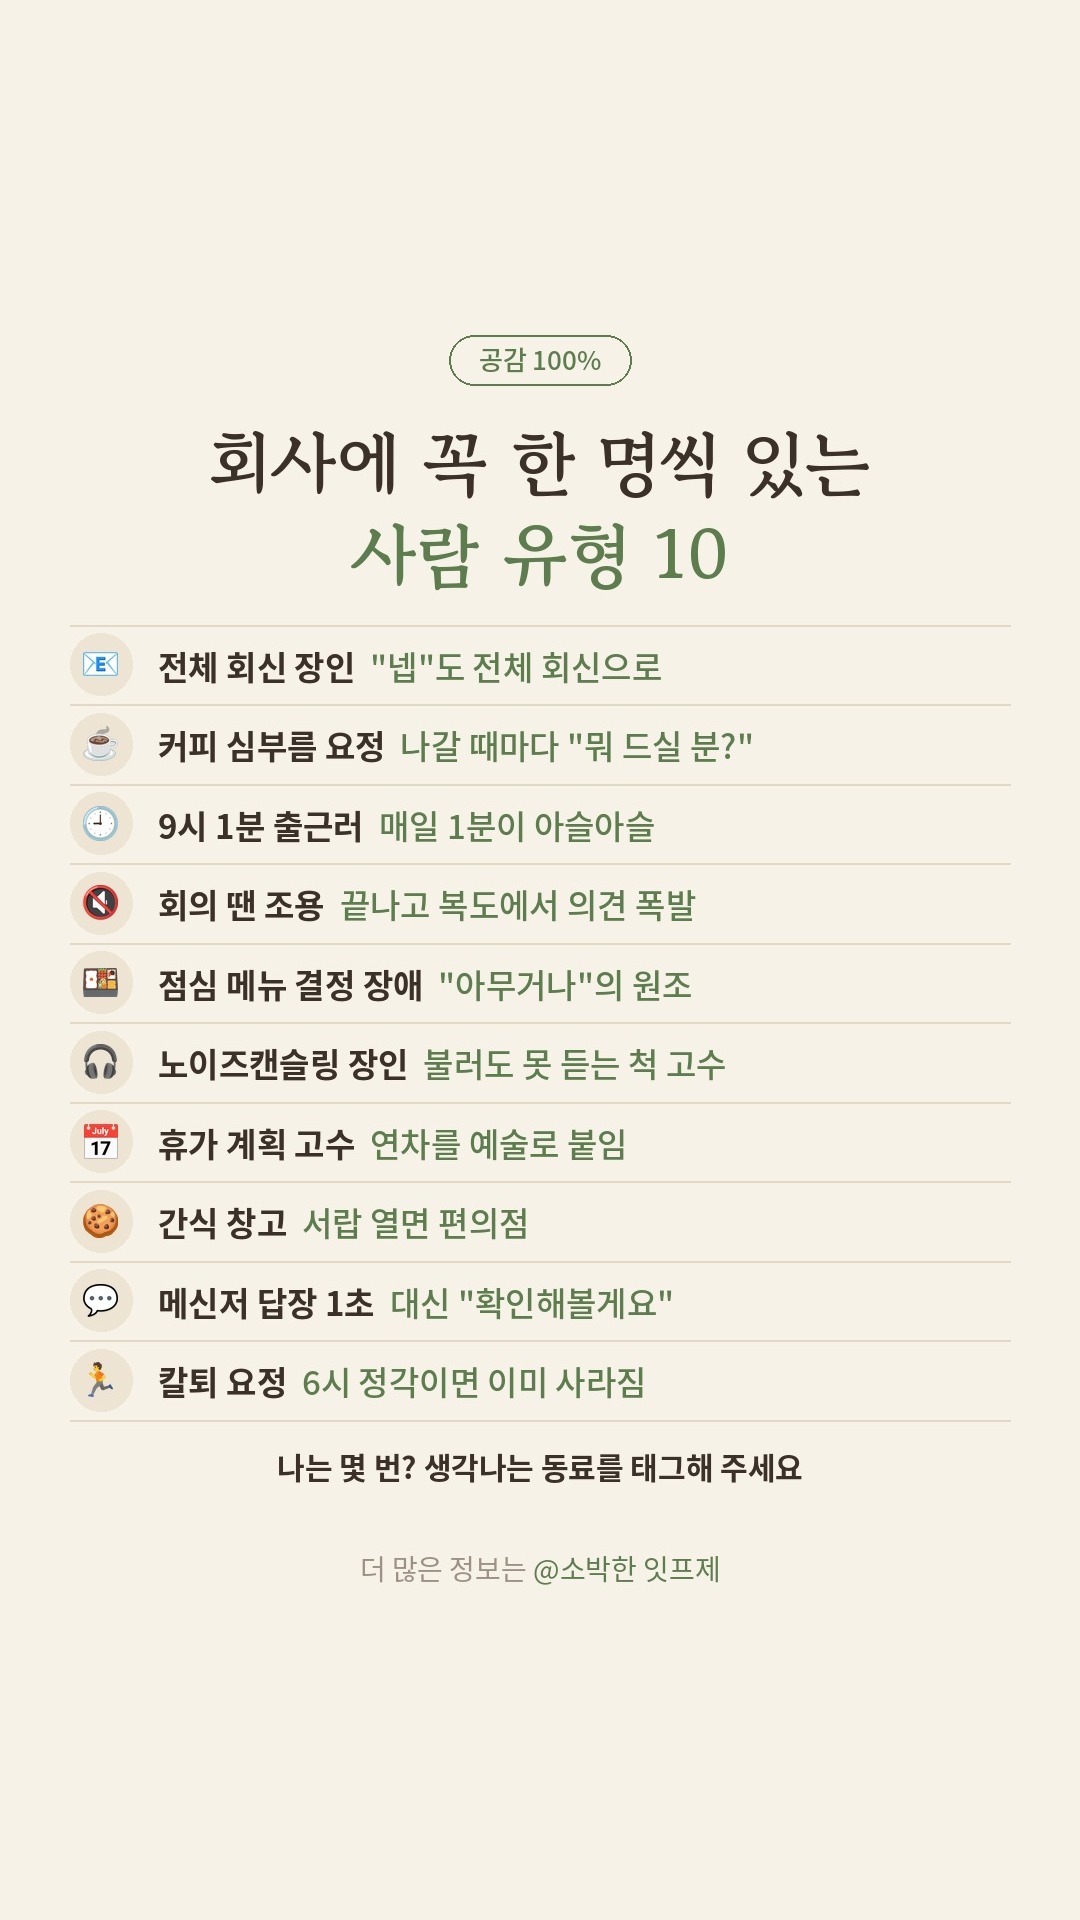 공감 100%
회사에 꼭 한 명씩 있는
사람 유형 10
전체 회신 장인 "넵"도 전체 회신으로
커피 심부름 요정 나갈 때마다 "뭐 드실 분?"
9시 1분 출근러 매일 1분이 아슬아슬
회의 땐 조용 끝나고 복도에서 의견 폭발
점심 메뉴 결정 장애 "아무거나"의 원조
노이즈캔슬링 장인 불러도 못 듣는 척 고수
July
17
휴가 계획 고수 연차를 예술로 붙임
간식 창고 서랍 열면 편의점
메신저 답장 1초 대신 "확인해볼게요"
칼퇴 요정 6시 정각이면 이미 사라짐
나는 몇 번? 생각나는 동료를 태그해 주세요
더 많은 정보는 @소박한 잇프제